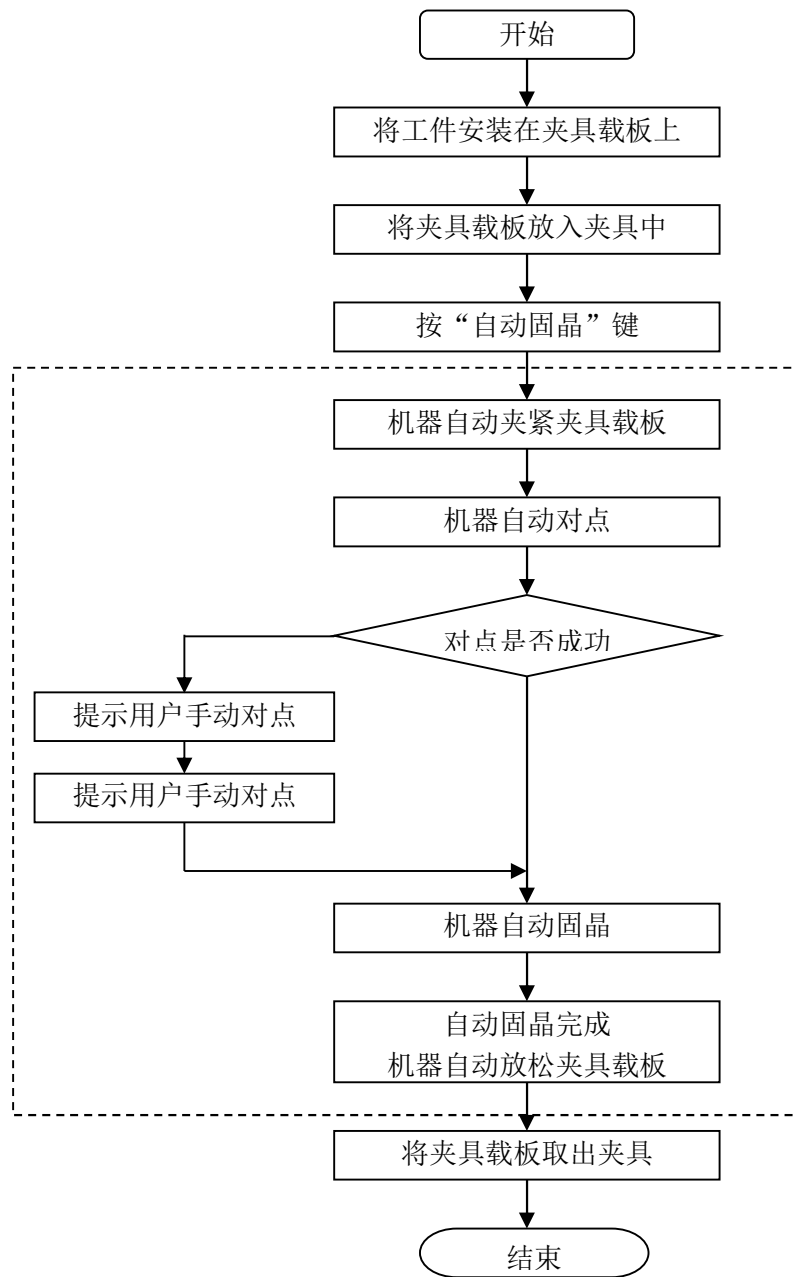 开始
将工件安装在夹具载板上
将夹具载板放入夹具中
按“自动固晶”键
机器自动夹紧夹具载板
机器自动对点
对点是否成功
提示用户手动对点
提示用户手动对点
机器自动固晶
自动固晶完成
机器自动放松夹具载板
将夹具载板取出夹具
结束